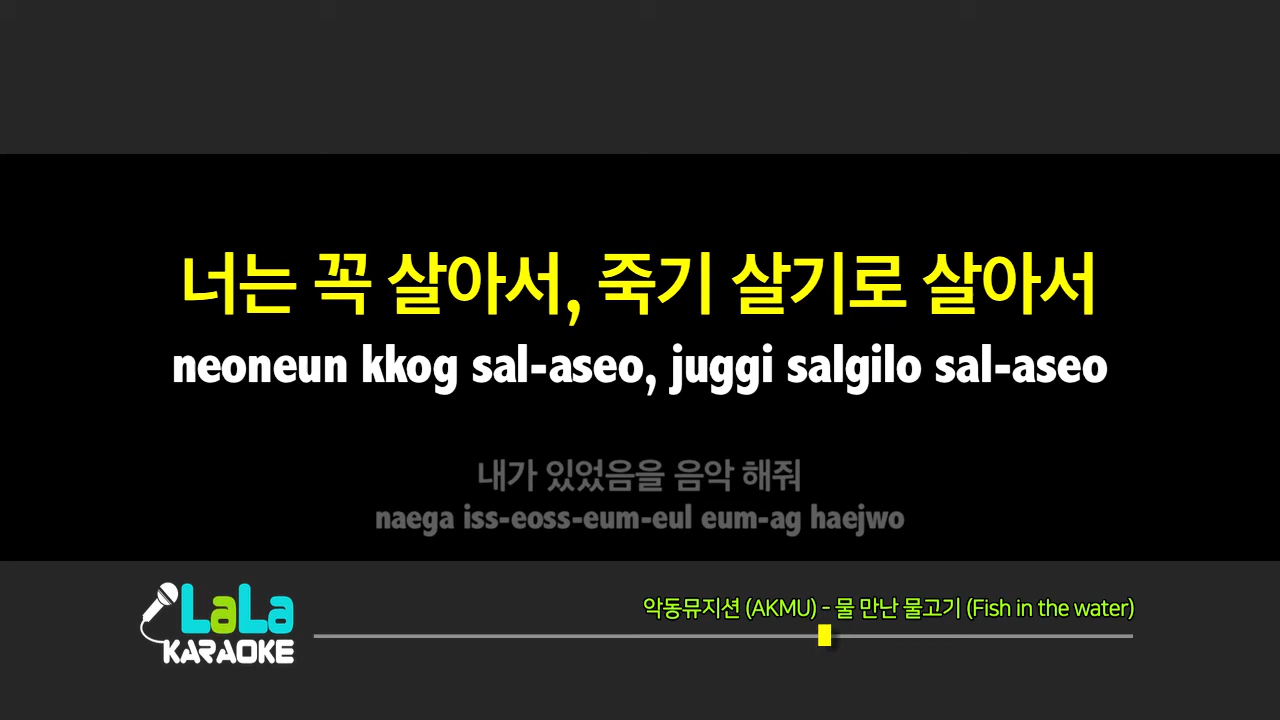 너는 꼭 살아서, 죽기 살기로 살아서
neoneun kkog sal-aseo, juggi salgilo sal-aseo
내가 있었음을 음악 해줘
naega iss-eoss-eum-eul eum-ag haejwo
LaLa
KARAOKE
악동뮤지션 (AKMU) - 물 만난 물고기 (Fish in the water)